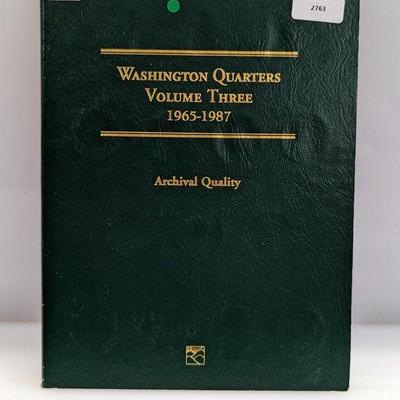 2763
WASHINGTON QUARTERS
VOLUME THREE
1965-1987
Archival Quality